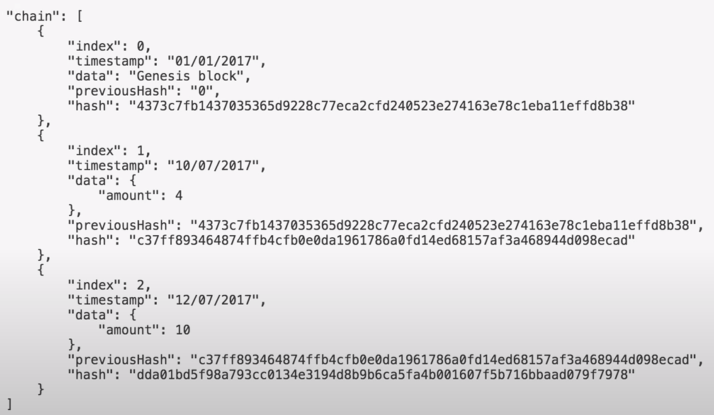 "chain": [
    {
        "index": 0,
        "timestamp": "01/01/2017",
        "data": "Genesis block",
        "previousHash": "0",
        "hash": "4373c7fb1437035365d9228c77eca2cfd240523e274163e78c1eba11effd8b38"
    },
    {
        "index": 1,
        "timestamp": "10/07/2017",
        "data": {
            "amount": 4
        },
        "previousHash": "4373c7fb1437035365d9228c77eca2cfd240523e274163e78c1eba11effd8b38",
        "hash": "c37ff893464874ffb4cfb0e0da1961786a0fd14ed68157af3a468944d098ecad"
    },
    {
        "index": 2,
        "timestamp": "12/07/2017",
        "data": {
            "amount": 10
        },
        "previousHash": "c37ff893464874ffb4cfb0e0da1961786a0fd14ed68157af3a468944d098ecad",
        "hash": "dda01bd5f98a793cc0134e3194d8b9b6ca5fa4b001607f5b716bbaad079f7978"
    }
]